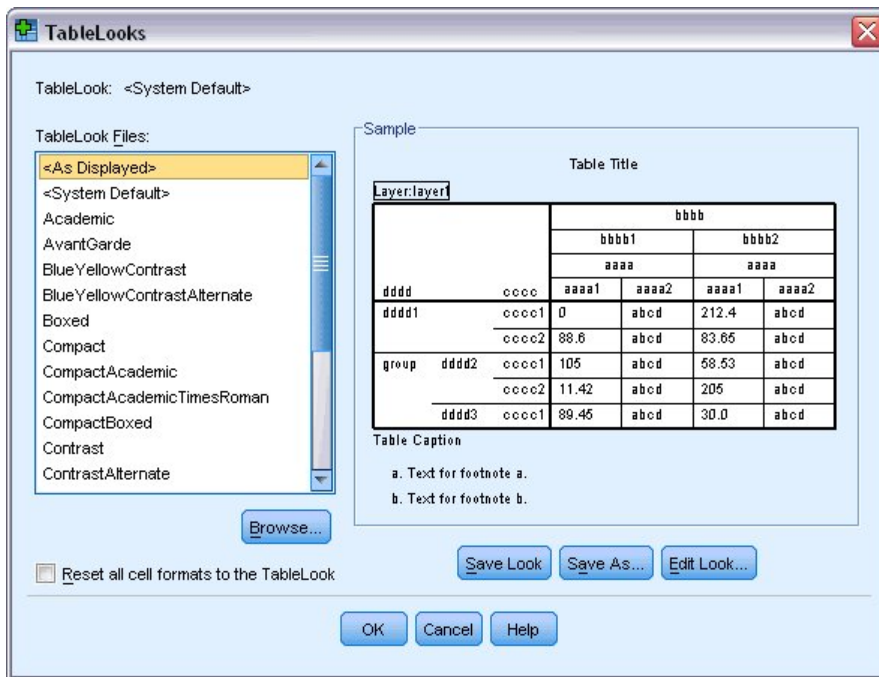 TableLooks
TableLook: <System Default>
TableLook Files:
<As Displayed>
<System Default>
Academic
AvantGarde
BlueYellowContrast
BlueYellowContrastAlternate
Boxed
Compact
CompactAcademic
CompactAcademicTimesRoman
CompactBoxed
Contrast
ContrastAlternate
Browse...
Reset all cell formats to the TableLook
Sample
Table Title
Layer:layer1
bbbb
bbbb1 bbbb2
aaaa aaaa
dddd cccc aaaa1 aaaa2 aaaa1 aaaa2
dddd1 cccc1 0 abcd 212.4 abcd
cccc2 88.6 abcd 83.65 abcd
group dddd2 cccc1 105 abcd 58.53 abcd
cccc2 11.42 abcd 205 abcd
dddd3 cccc1 89.45 abcd 30.0 abcd
Table Caption
a. Text for footnote a.
b. Text for footnote b.
Save Look Save As... Edit Look...
OK Cancel Help